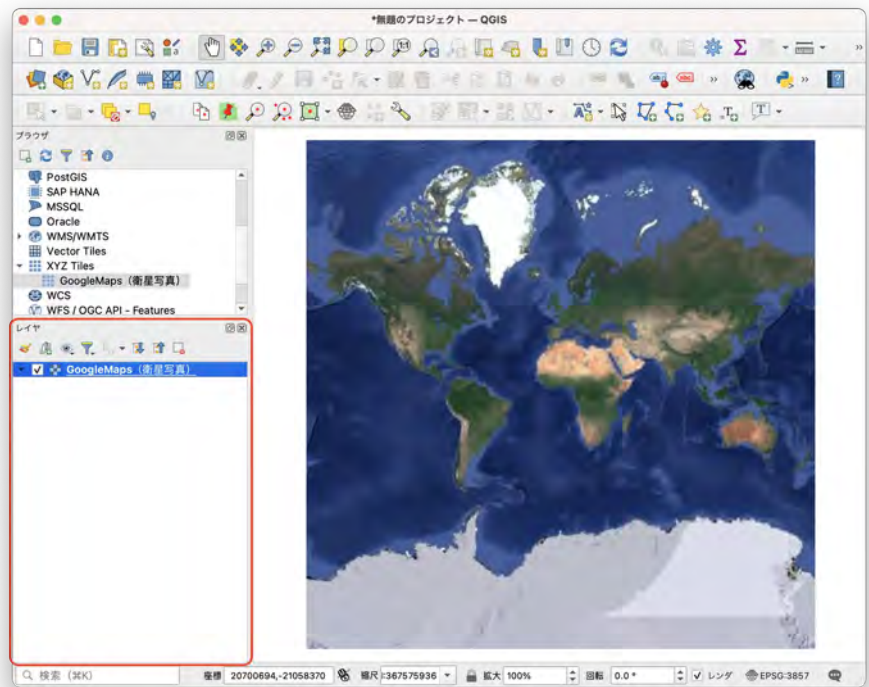 *無題のプロジェクト — QGIS
ブラウザ
PostGIS
SAP HANA
MSSQL
Oracle
WMS/WMTS
Vector Tiles
XYZ Tiles
GoogleMaps（衛星写真）
WCS
WFS / OGC API - Features
レイヤ
GoogleMaps（衛星写真）
検索 (⌘K) 座標 20700694,-21058370 縮尺 :367575936 拡大 100% 回転 0.0 ° レンダ EPSG:3857